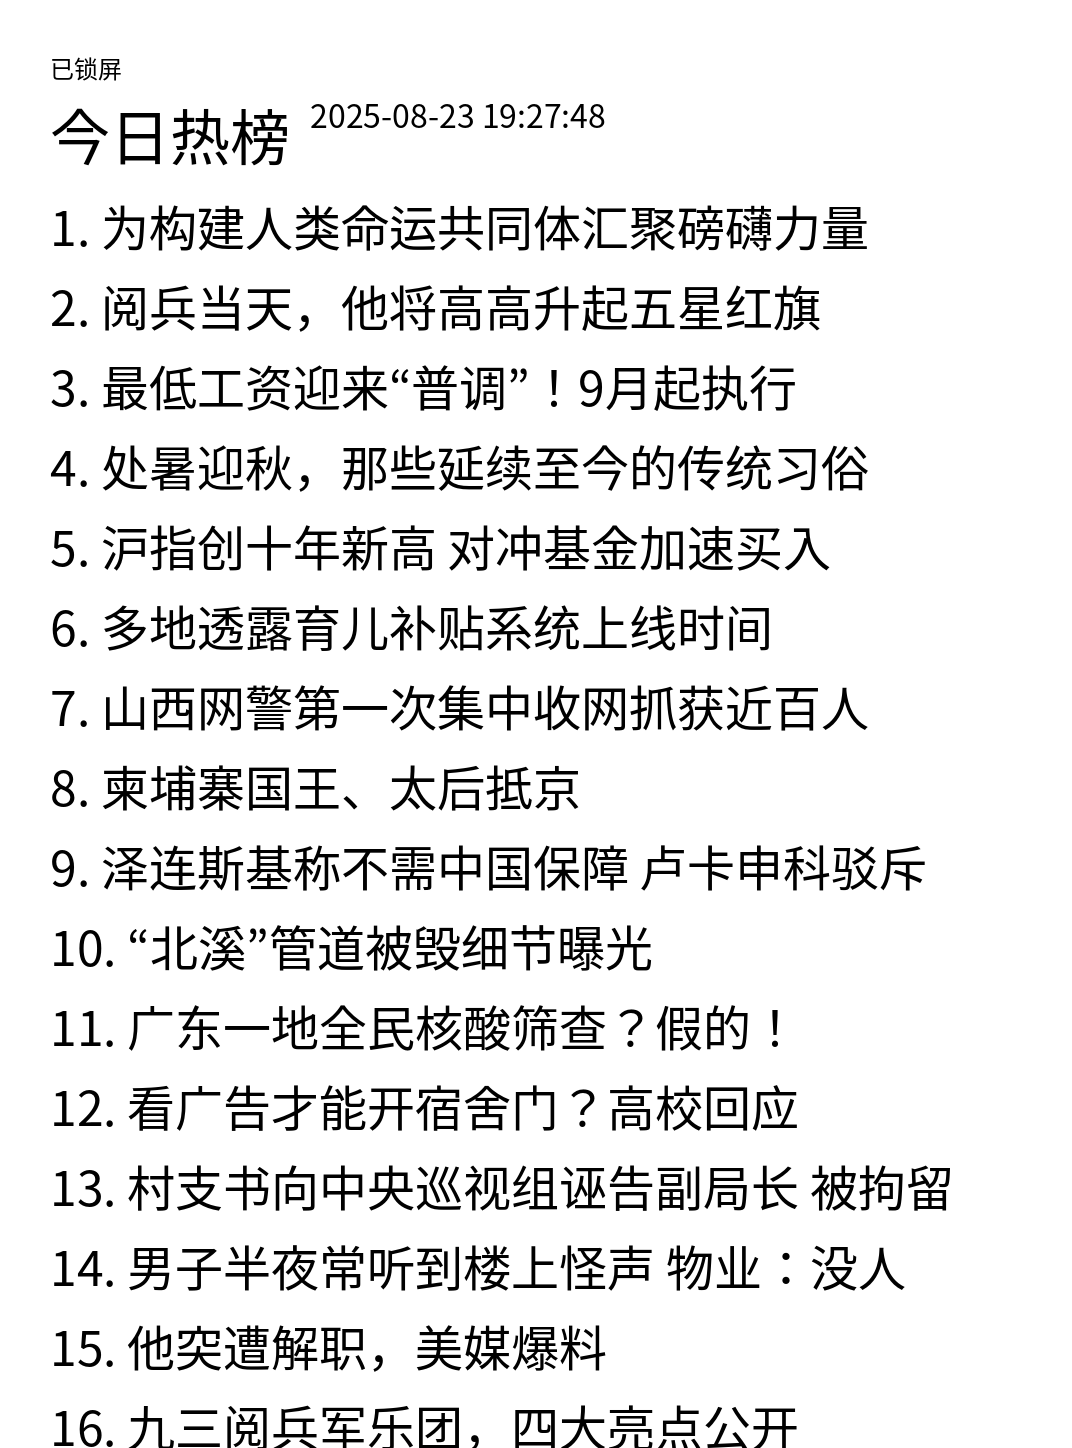 已锁屏
今日热榜 2025-08-23 19:27:48
1. 为构建人类命运共同体汇聚磅礴力量
2. 阅兵当天，他将高高升起五星红旗
3. 最低工资迎来“普调”！9月起执行
4. 处暑迎秋，那些延续至今的传统习俗
5. 沪指创十年新高 对冲基金加速买入
6. 多地透露育儿补贴系统上线时间
7. 山西网警第一次集中收网抓获近百人
8. 柬埔寨国王、太后抵京
9. 泽连斯基称不需中国保障 卢卡申科驳斥
10. “北溪”管道被毁细节曝光
11. 广东一地全民核酸筛查？假的！
12. 看广告才能开宿舍门？高校回应
13. 村支书向中央巡视组诬告副局长 被拘留
14. 男子半夜常听到楼上怪声 物业：没人
15. 他突遭解职，美媒爆料
16. 九三阅兵军乐团，四大亮点公开